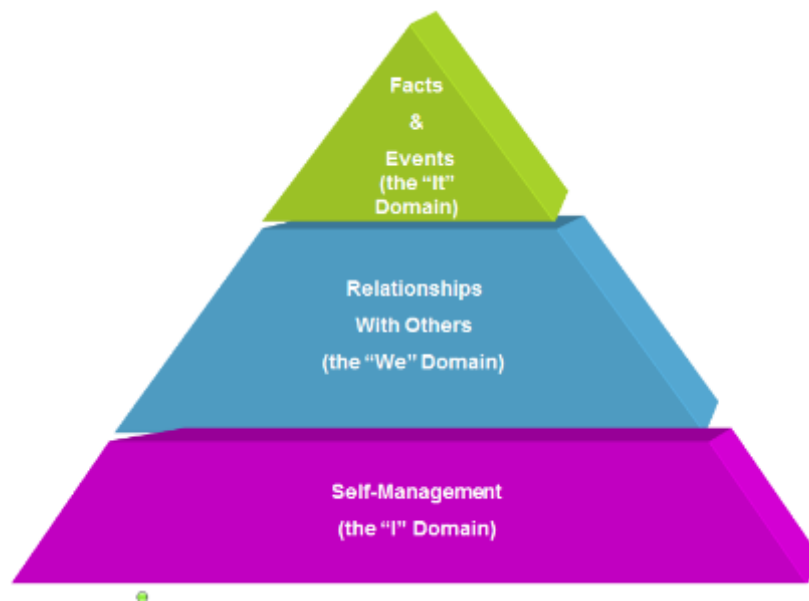 Facts
&
Events
(the “It”
Domain)
Relationships
With Others
(the “We” Domain)
Self-Management
(the “I” Domain)